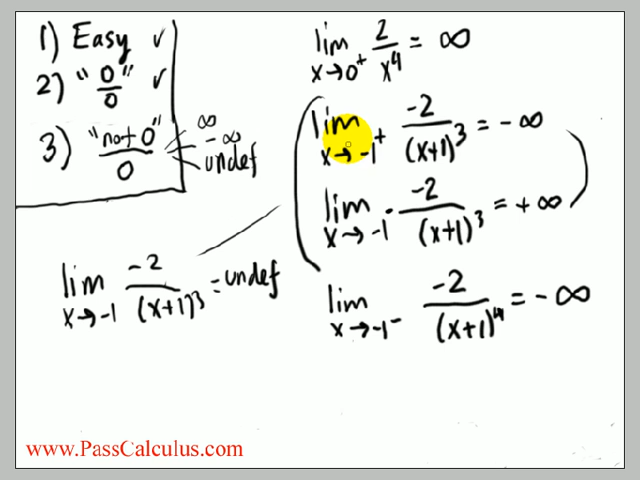 1) Easy ✓
2) "0/0" ✓
3) "not 0"/0 ∞ -∞ undef
lim x→0⁺ 2/x⁴ = ∞
lim x→-1⁺ -2/(x+1)³ = -∞
lim x→-1⁻ -2/(x+1)³ = +∞
lim x→-1 -2/(x+1)³ = undef
lim x→-1⁻ -2/(x+1)⁴ = -∞
www.PassCalculus.com